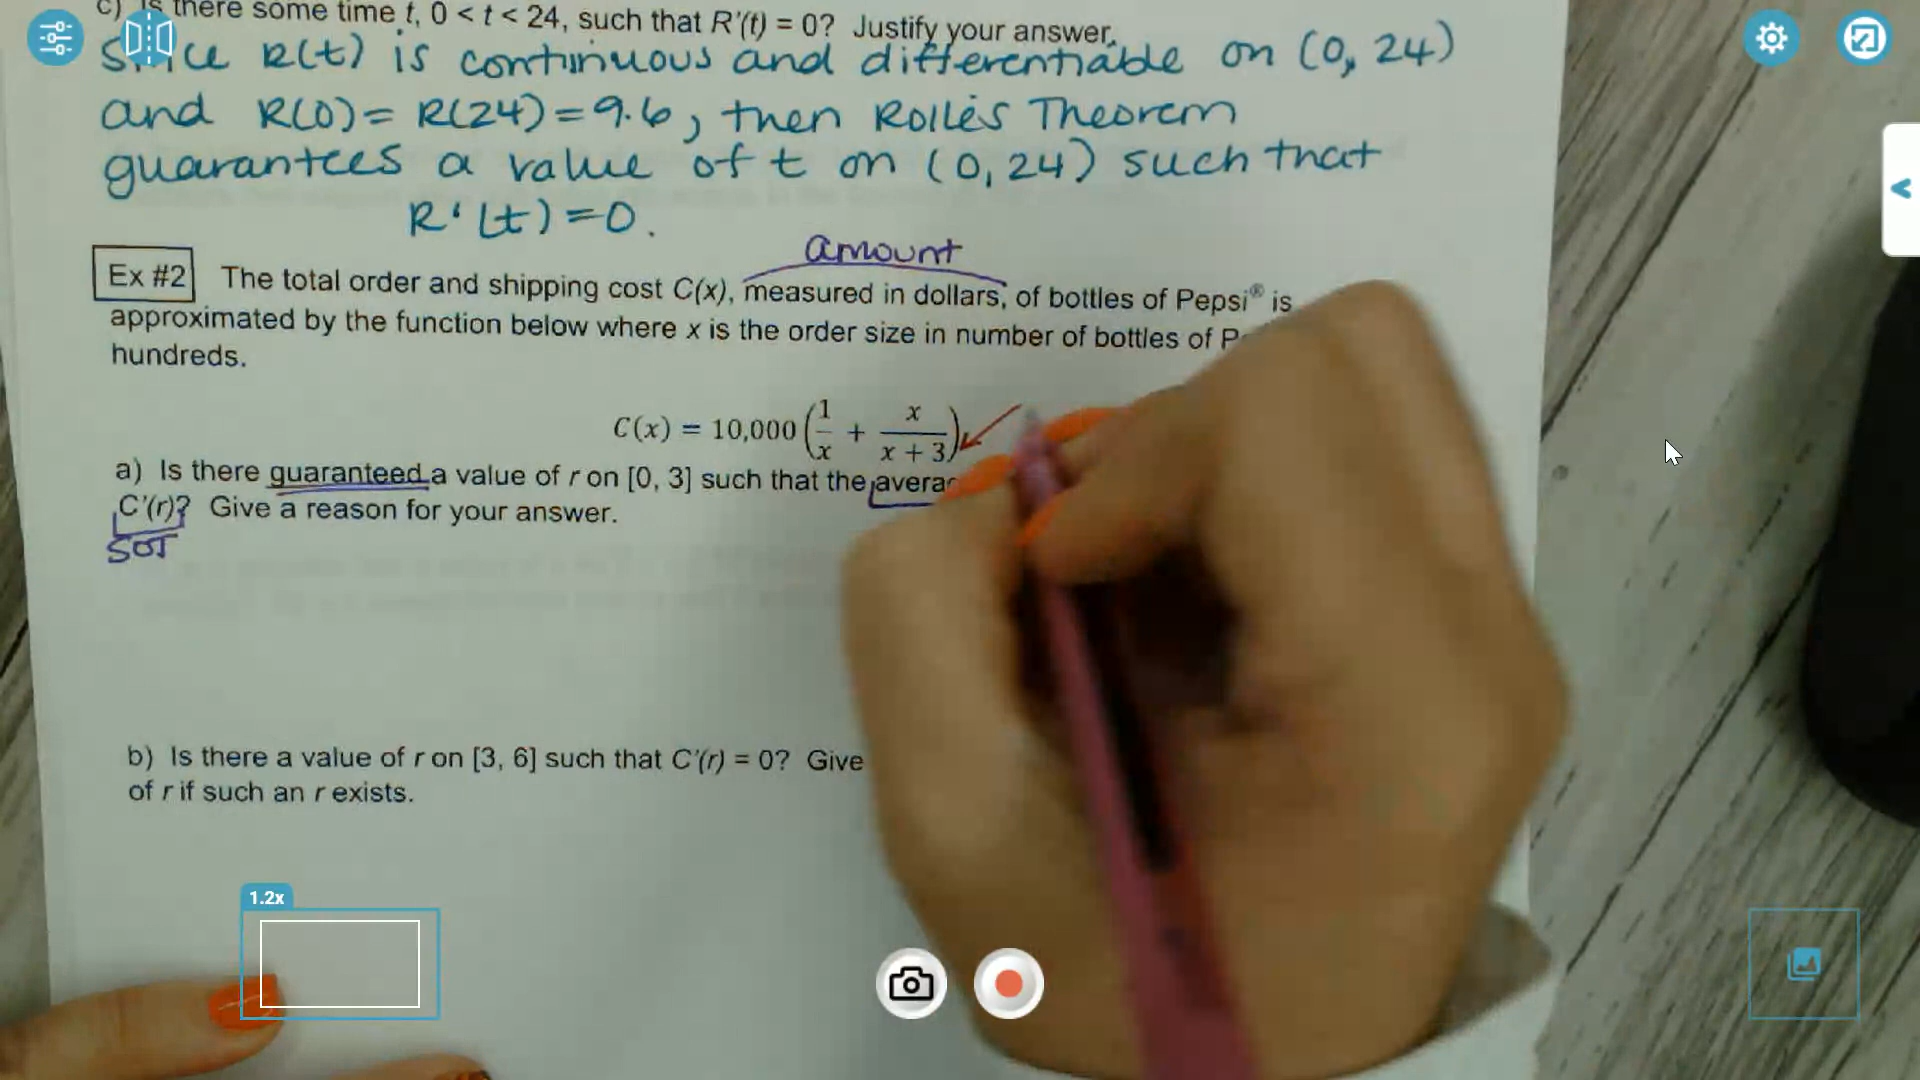 c) Is there some time t, 0 < t < 24, such that R'(t) = 0? Justify your answer.
Since R(t) is continuous and differentiable on (0, 24)
and R(0) = R(24) = 9.6, then Rolle's Theorem
guarantees a value of t on (0, 24) such that
R'(t) = 0.
amount
Ex #2 The total order and shipping cost C(x), measured in dollars, of bottles of Pepsi® is
approximated by the function below where x is the order size in number of bottles of
hundreds.
C(x) = 10,000 (1/x + x/(x + 3))
a) Is there guaranteed a value of r on [0, 3] such that the
C'(r)? Give a reason for your answer.
SOT
b) Is there a value of r on [3, 6] such that C'(r) = 0? Give
of r if such an r exists.
1.2x